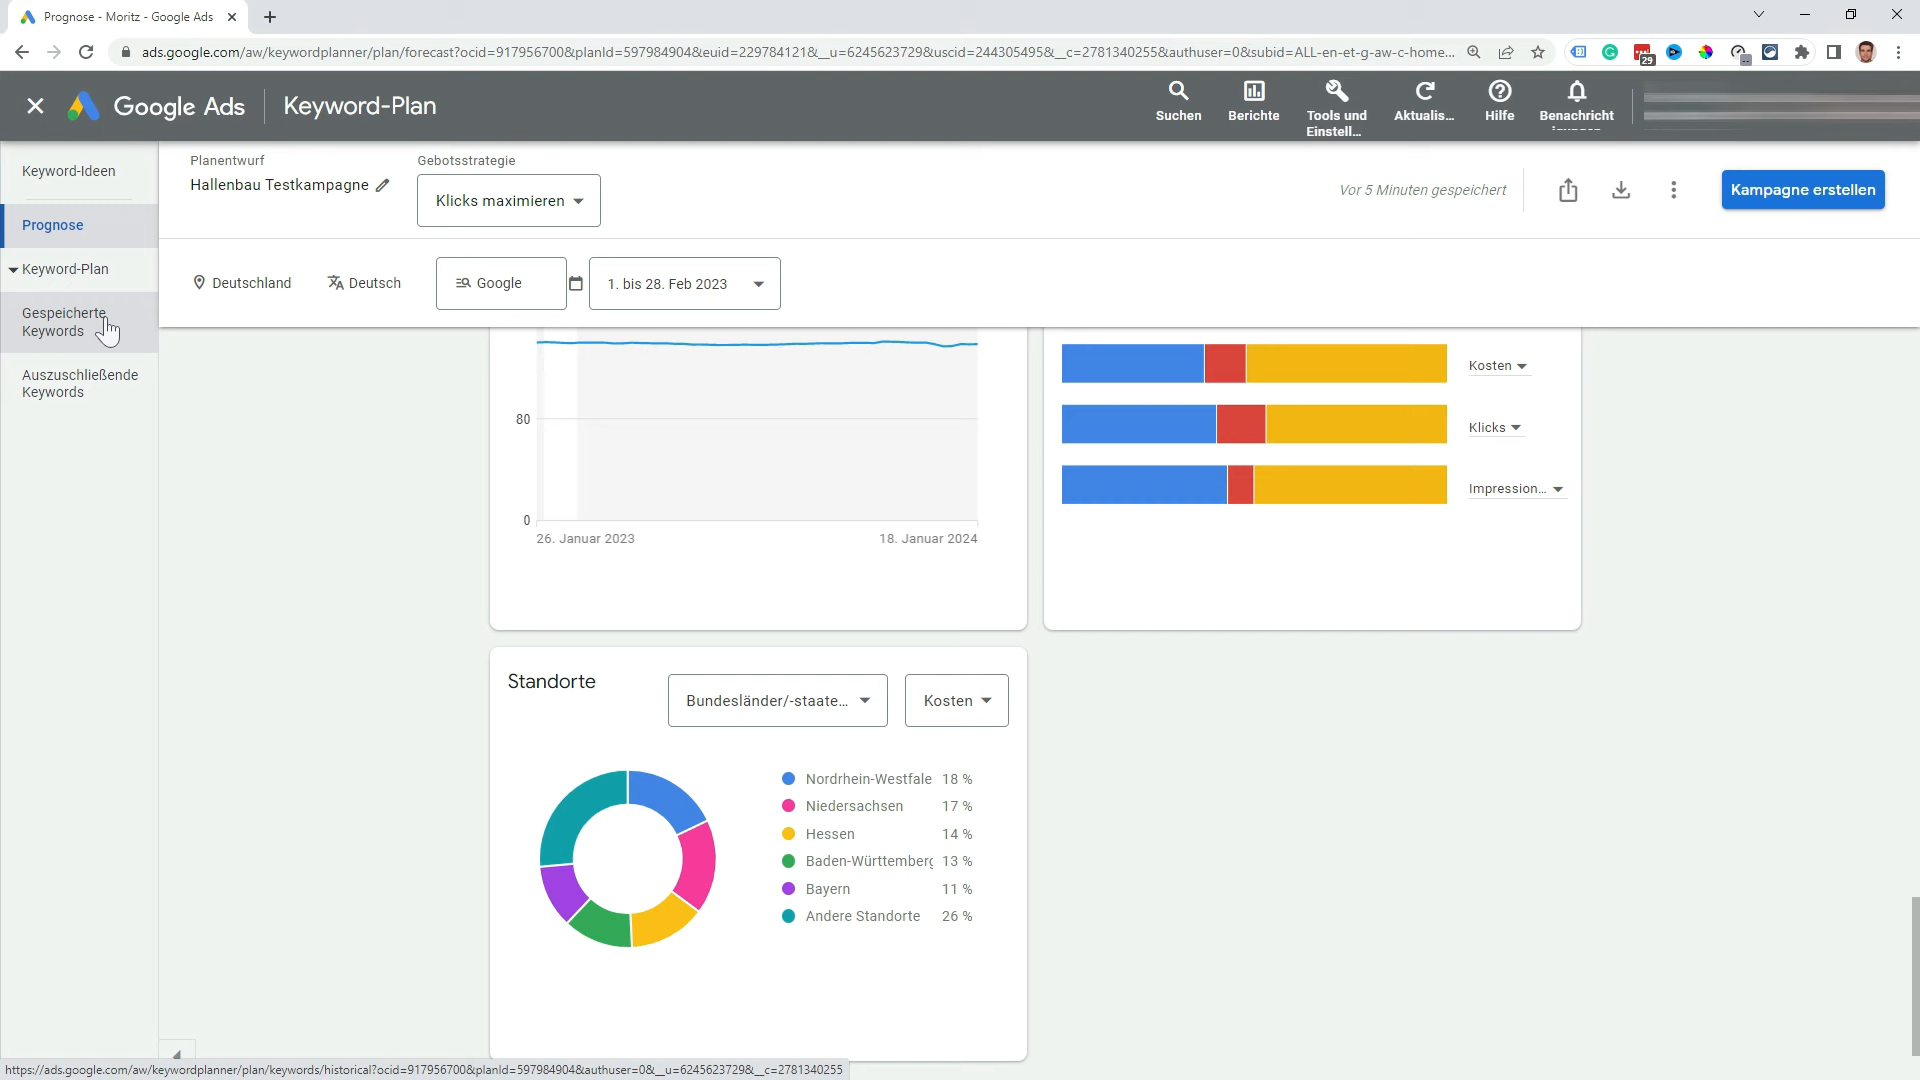 Prognose - Moritz - Google Ads
ads.google.com/aw/keywordplanner/plan/forecast?ocid=917956700&planId=597984904&euid=229784121&__u=6245623729&uscid=244305495&__c=2781340255&authuser=0&subid=ALL-en-et-g-aw-c-home...
29
Google Ads
Keyword-Plan
Suchen
Berichte
Tools und
Einstell...
Aktualis...
Hilfe
Benachricht
Keyword-Ideen
Prognose
Keyword-Plan
Gespeicherte
Keywords
Auszuschließende
Keywords
Planentwurf
Hallenbau Testkampagne
Gebotsstrategie
Klicks maximieren
Vor 5 Minuten gespeichert
Kampagne erstellen
Deutschland
Deutsch
Google
1. bis 28. Feb 2023
80
0
26. Januar 2023
18. Januar 2024
Kosten
Klicks
Impression...
Standorte
Bundesländer/-staate...
Kosten
Nordrhein-Westfale 18 %
Niedersachsen 17 %
Hessen 14 %
Baden-Württemberg 13 %
Bayern 11 %
Andere Standorte 26 %
https://ads.google.com/aw/keywordplanner/plan/keywords/historical?ocid=917956700&planId=597984904&authuser=0&__u=6245623729&__c=2781340255